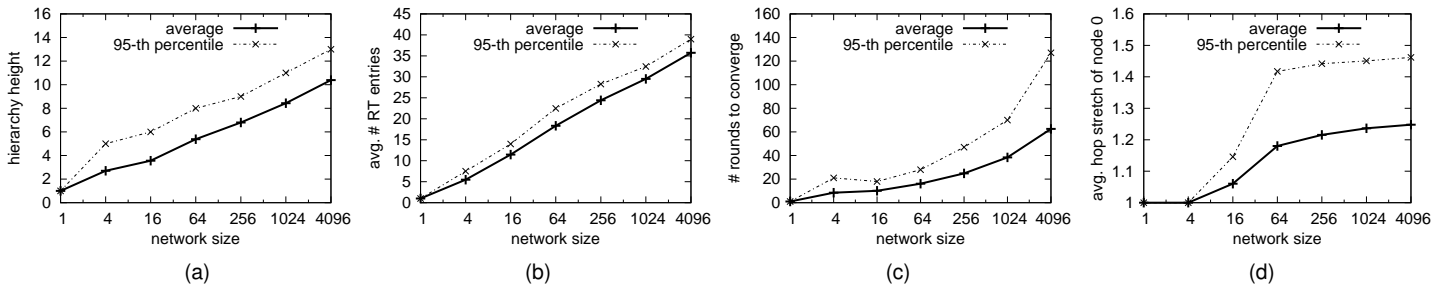 16
14
12
10
8
6
4
2
0
1 4 16 64 256 1024 4096
hierarchy height
network size
average
95-th percentile
(a)
45
40
35
30
25
20
15
10
5
0
1 4 16 64 256 1024 4096
avg. # RT entries
network size
average
95-th percentile
(b)
160
140
120
100
80
60
40
20
0
1 4 16 64 256 1024 4096
# rounds to converge
network size
average
95-th percentile
(c)
1.6
1.5
1.4
1.3
1.2
1.1
1
1 4 16 64 256 1024 4096
avg. hop stretch of node 0
network size
average
95-th percentile
(d)